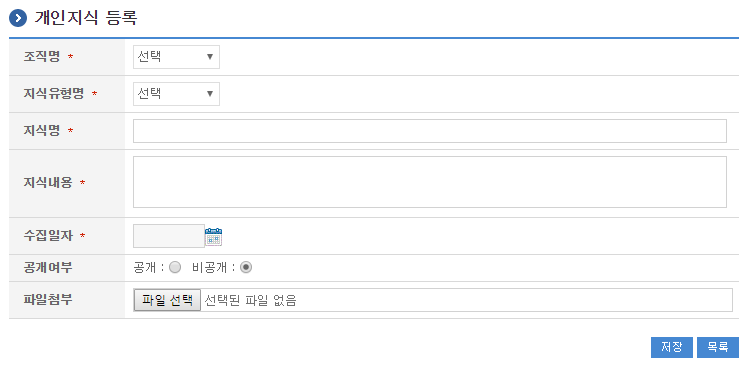 개인지식 등록
조직명 * 선택 ▼
지식유형명 * 선택 ▼
지식명 *
지식내용 *
수집일자 *
공개여부 공개 : 비공개 :
파일첨부 파일 선택 선택된 파일 없음
저장 목록